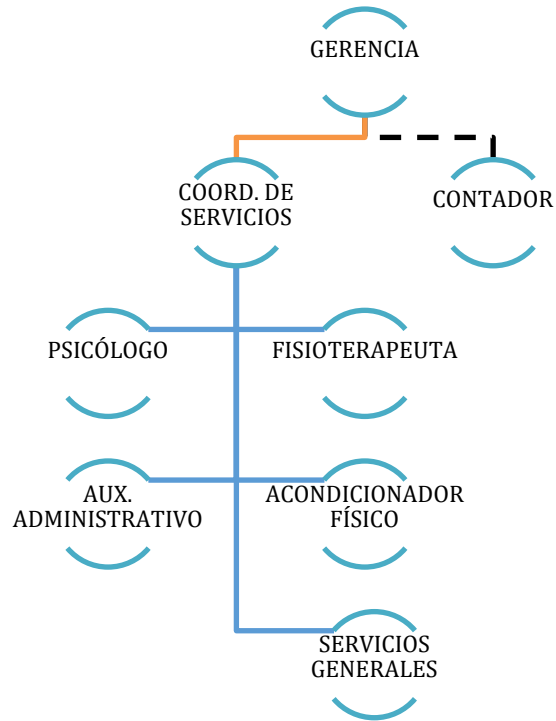 GERENCIA
COORD. DE
SERVICIOS
CONTADOR
PSICÓLOGO
FISIOTERAPEUTA
AUX.
ADMINISTRATIVO
ACONDICIONADOR
FÍSICO
SERVICIOS
GENERALES